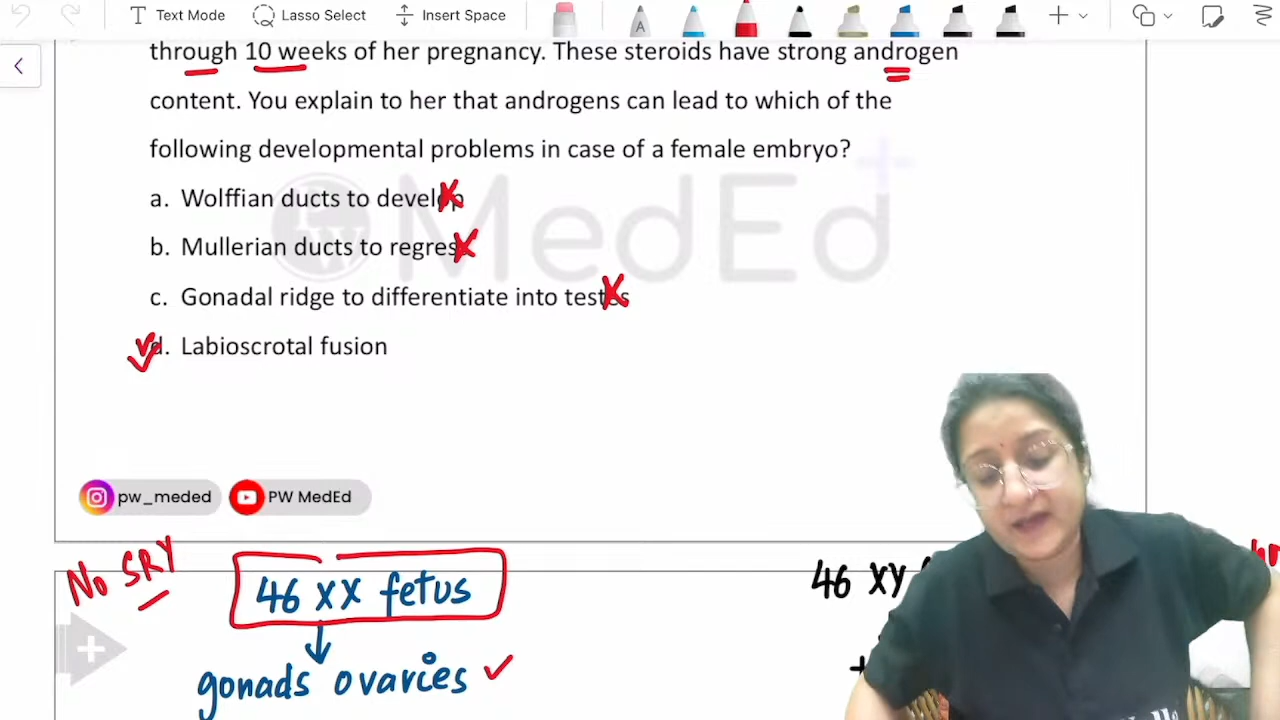 Text Mode Lasso Select Insert Space
through 10 weeks of her pregnancy. These steroids have strong androgen
content. You explain to her that androgens can lead to which of the
following developmental problems in case of a female embryo?
a. Wolffian ducts to develop
b. Mullerian ducts to regress
c. Gonadal ridge to differentiate into testes
d. Labioscrotal fusion
MedEd
pw_meded PW MedEd
No SRY
46 XX fetus
46 XY
gonads ovaries